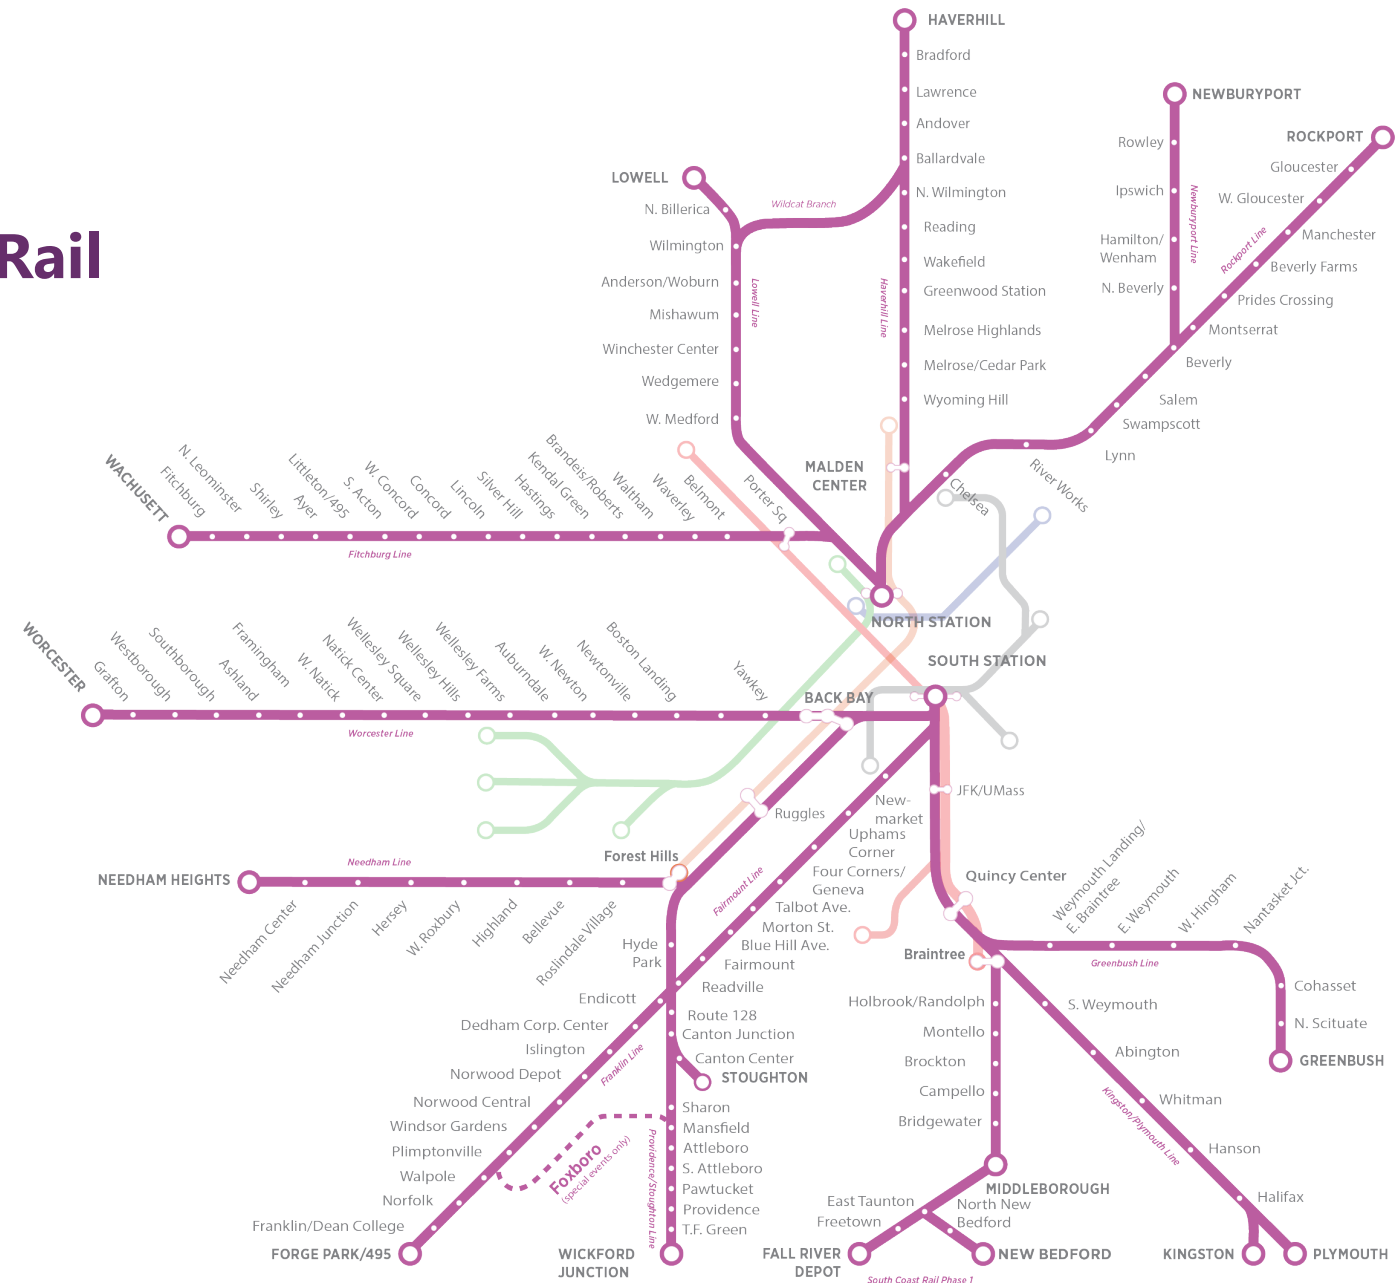 Rail
HAVERHILL
Bradford
Lawrence
Andover
Ballardvale
N. Wilmington
Reading
Wakefield
Greenwood Station
Melrose Highlands
Melrose/Cedar Park
Wyoming Hill
MALDEN
CENTER
Haverhill Line
Wildcat Branch
NEWBURYPORT
Rowley
Ipswich
Hamilton/
Wenham
N. Beverly
Newburyport Line
ROCKPORT
Gloucester
W. Gloucester
Manchester
Beverly Farms
Prides Crossing
Montserrat
Beverly
Salem
Swampscott
Lynn
River Works
Chelsea
Rockport Line
LOWELL
N. Billerica
Wilmington
Anderson/Woburn
Mishawum
Winchester Center
Wedgemere
W. Medford
Lowell Line
WACHUSETT
Fitchburg
N. Leominster
Shirley
Ayer
Littleton/495
S. Acton
W. Concord
Concord
Lincoln
Silver Hill
Hastings
Kendal Green
Brandeis/Roberts
Waltham
Waverley
Belmont
Porter Sq
Fitchburg Line
NORTH STATION
SOUTH STATION
WORCESTER
Grafton
Westborough
Southborough
Ashland
Framingham
W. Natick
Natick Center
Wellesley Square
Wellesley Hills
Wellesley Farms
Auburndale
W. Newton
Newtonville
Boston Landing
Yawkey
BACK BAY
Worcester Line
Ruggles
Forest Hills
NEEDHAM HEIGHTS
Needham Line
Needham Center
Needham Junction
Hersey
W. Roxbury
Highland
Bellevue
Roslindale Village
New-
market
Uphams
Corner
Four Corners/
Geneva
Talbot Ave.
Morton St.
Blue Hill Ave.
Fairmount
Readville
Fairmount Line
Hyde
Park
Endicott
Dedham Corp. Center
Islington
Norwood Depot
Norwood Central
Windsor Gardens
Plimptonville
Walpole
Norfolk
Franklin/Dean College
FORGE PARK/495
Franklin Line
Foxboro
(special events only)
Route 128
Canton Junction
Canton Center
STOUGHTON
Sharon
Mansfield
Attleboro
S. Attleboro
Pawtucket
Providence
T.F. Green
WICKFORD
JUNCTION
Providence/Stoughton Line
JFK/UMass
Quincy Center
Braintree
Weymouth Landing/
E. Braintree
E. Weymouth
W. Hingham
Nantasket Jct.
Greenbush Line
Cohasset
N. Scituate
GREENBUSH
Holbrook/Randolph
Montello
Brockton
Campello
Bridgewater
MIDDLEBOROUGH
East Taunton
Freetown
North New
Bedford
FALL RIVER
DEPOT
NEW BEDFORD
South Coast Rail Phase 1
S. Weymouth
Abington
Whitman
Hanson
Halifax
Kingston/Plymouth Line
KINGSTON
PLYMOUTH